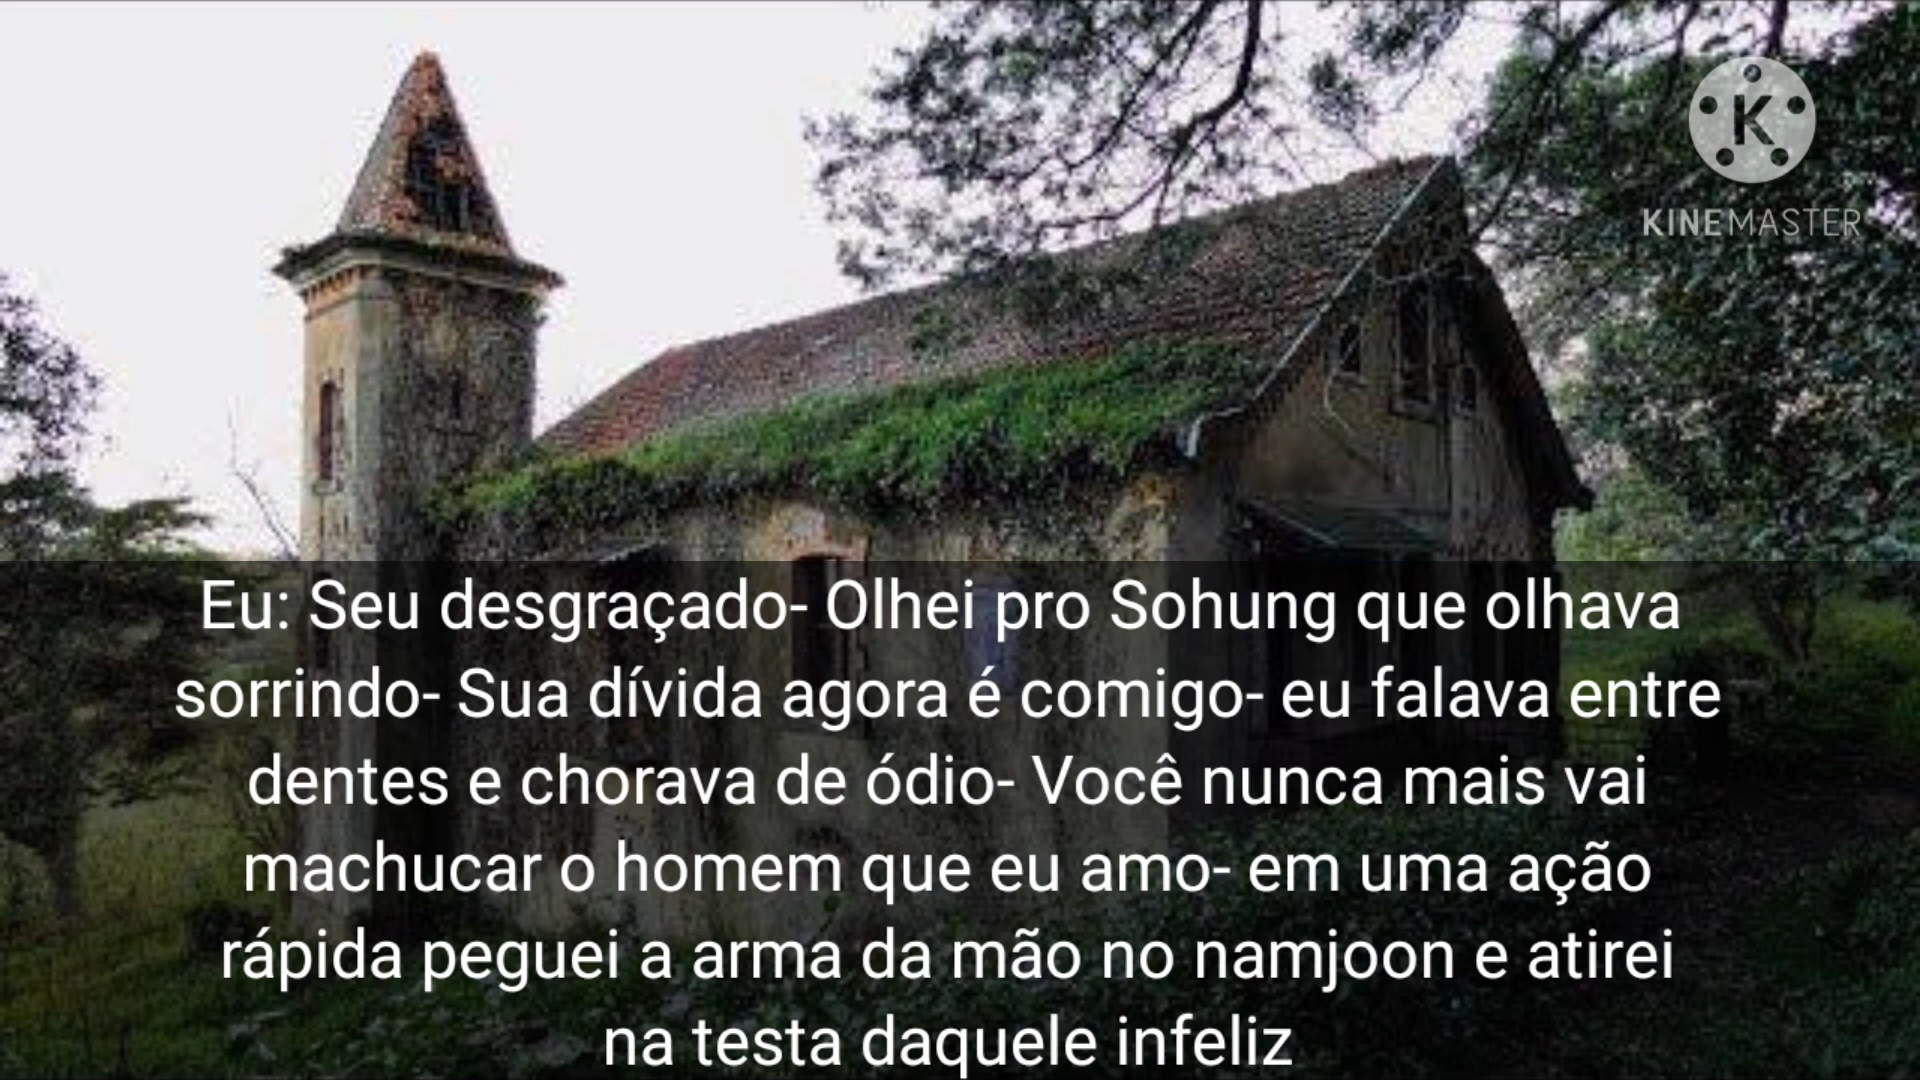 KINEMASTER
Eu: Seu desgraçado- Olhei pro Sohung que olhava
sorrindo- Sua dívida agora é comigo- eu falava entre
dentes e chorava de ódio- Você nunca mais vai
machucar o homem que eu amo- em uma ação
rápida peguei a arma da mão no namjoon e atirei
na testa daquele infeliz